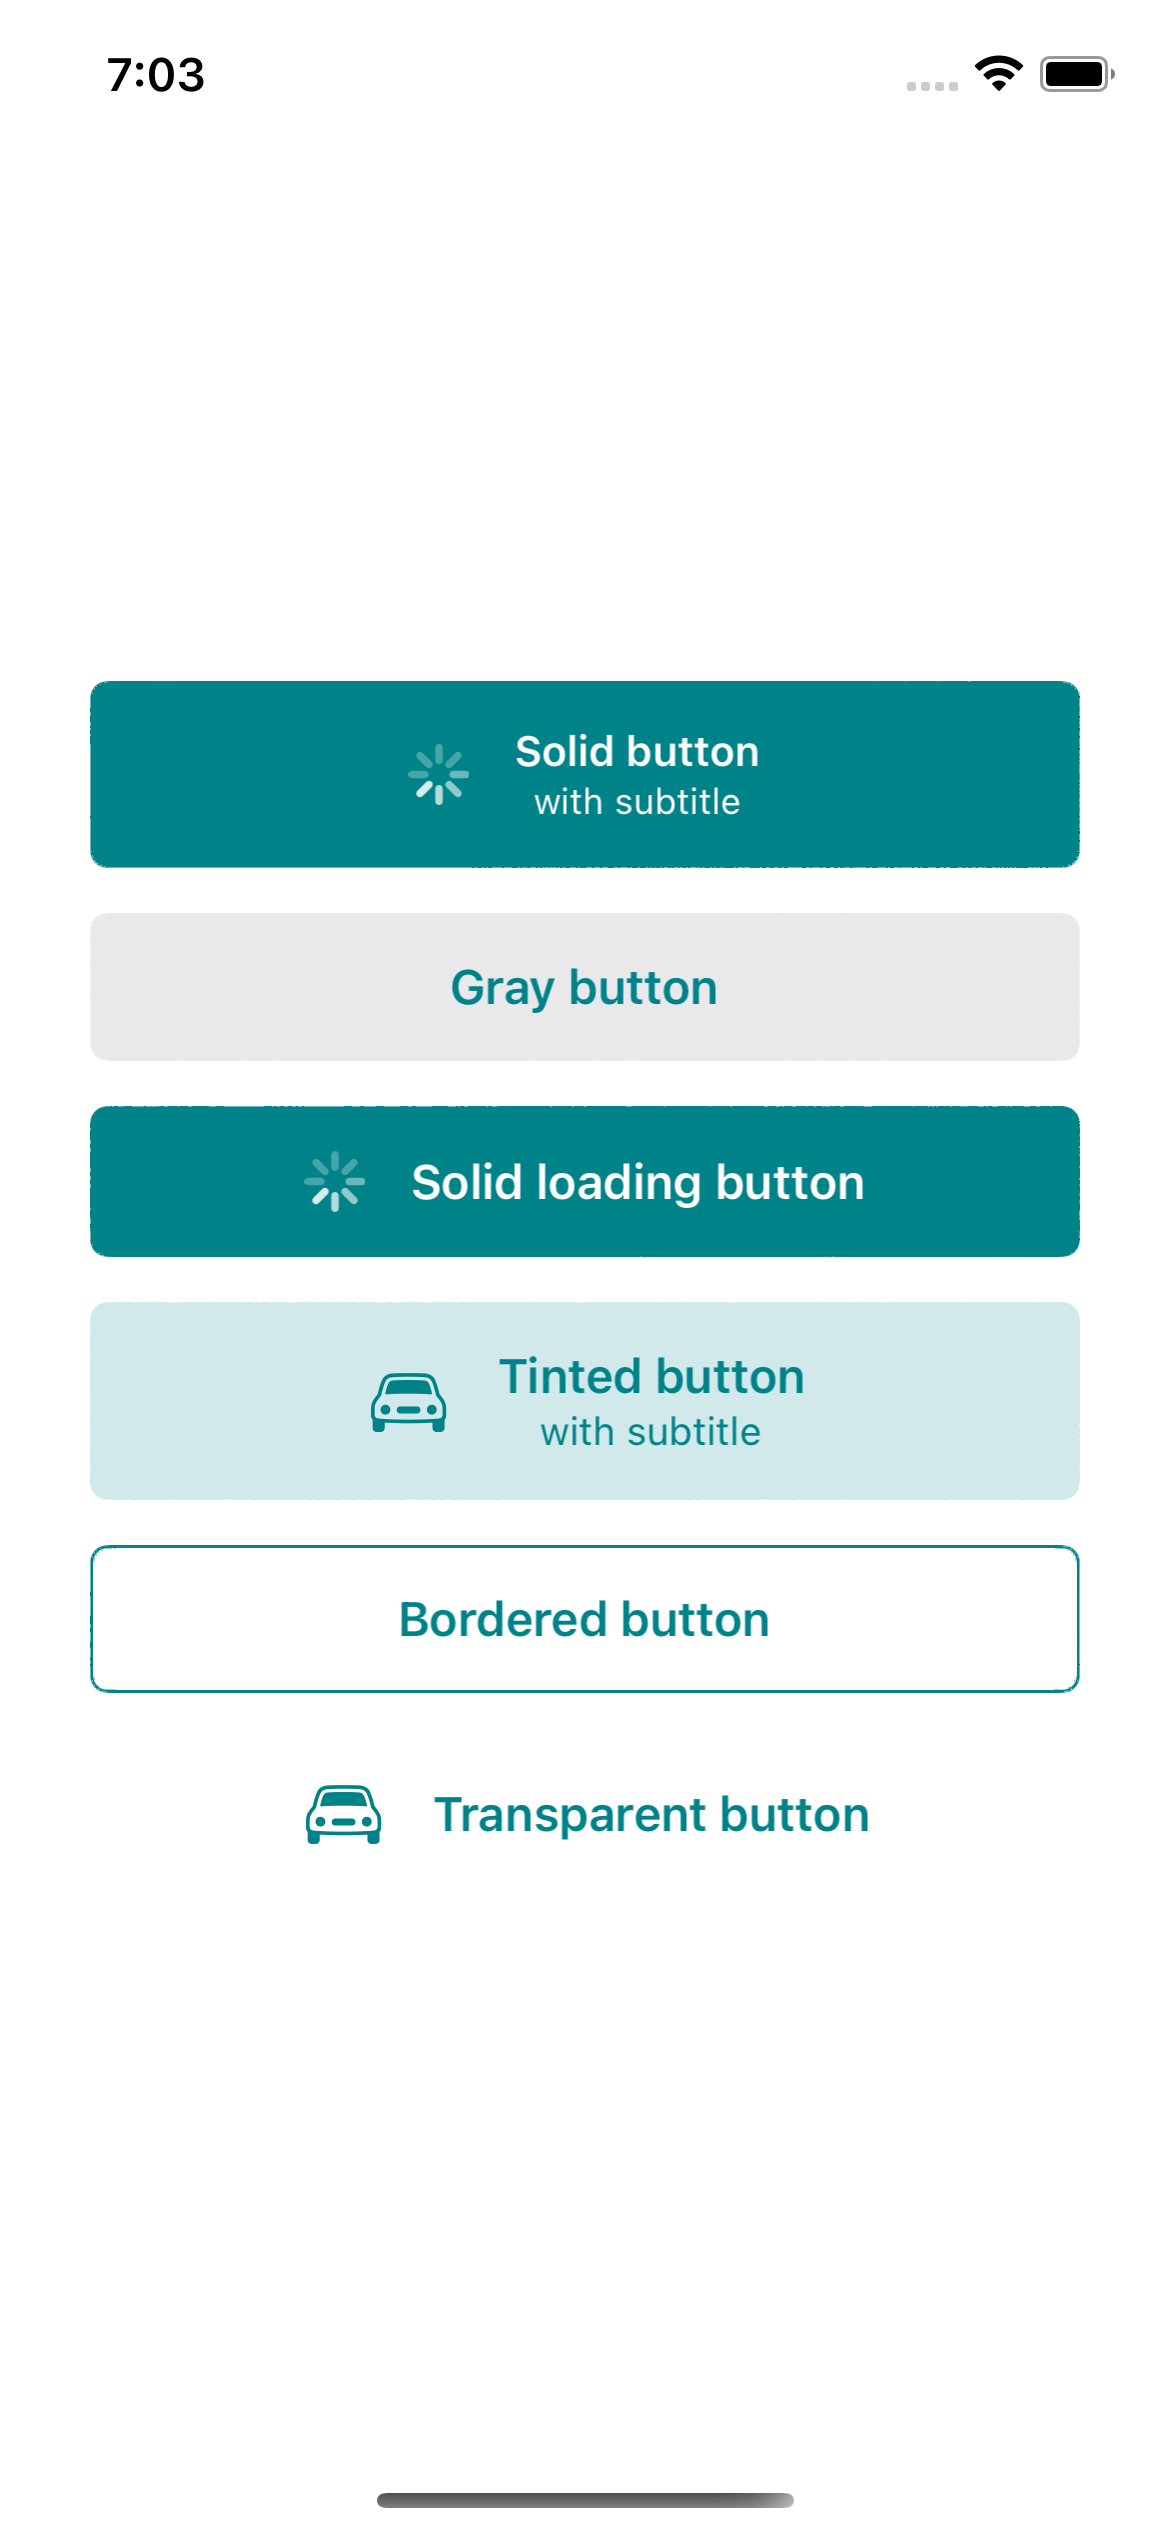 7:03
Solid button
with subtitle
Gray button
Solid loading button
Tinted button
with subtitle
Bordered button
Transparent button